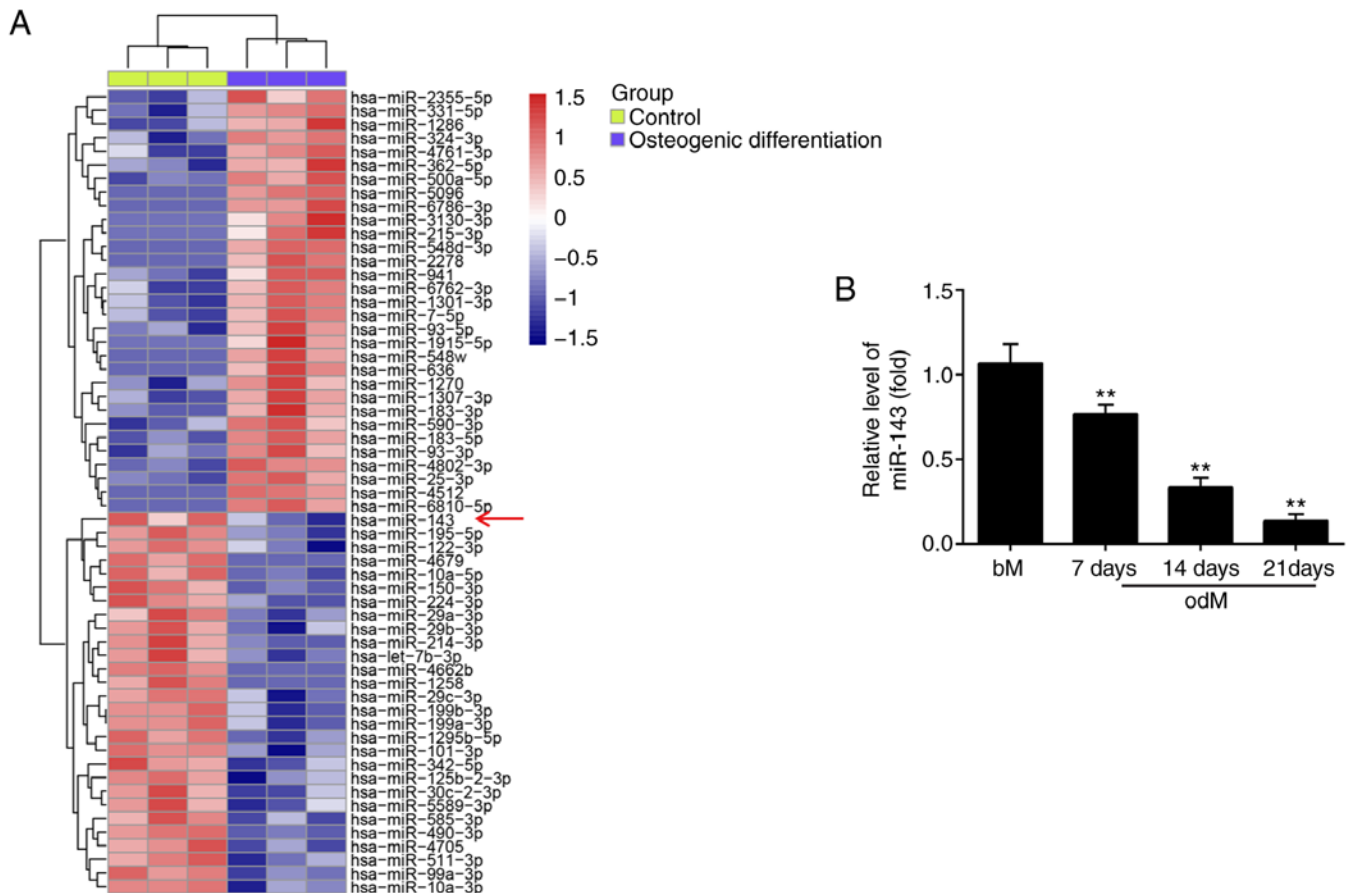 A
hsa-miR-2355-5p
hsa-miR-331-5p
hsa-miR-1286
hsa-miR-324-3p
hsa-miR-4761-3p
hsa-miR-362-5p
hsa-miR-500a-5p
hsa-miR-5096
hsa-miR-6786-3p
hsa-miR-3130-3p
hsa-miR-215-3p
hsa-miR-548d-3p
hsa-miR-2278
hsa-miR-941
hsa-miR-6762-3p
hsa-miR-1301-3p
hsa-miR-7-5p
hsa-miR-93-5p
hsa-miR-1915-5p
hsa-miR-548w
hsa-miR-636
hsa-miR-1270
hsa-miR-1307-3p
hsa-miR-183-3p
hsa-miR-590-3p
hsa-miR-183-5p
hsa-miR-93-3p
hsa-miR-4802-3p
hsa-miR-25-3p
hsa-miR-4512
hsa-miR-6810-5p
hsa-miR-143
hsa-miR-195-5p
hsa-miR-122-3p
hsa-miR-4679
hsa-miR-10a-5p
hsa-miR-150-3p
hsa-miR-224-3p
hsa-miR-29a-3p
hsa-miR-29b-3p
hsa-miR-214-3p
hsa-let-7b-3p
hsa-miR-4662b
hsa-miR-1258
hsa-miR-29c-3p
hsa-miR-199b-3p
hsa-miR-199a-3p
hsa-miR-1295b-5p
hsa-miR-101-3p
hsa-miR-342-5p
hsa-miR-125b-2-3p
hsa-miR-30c-2-3p
hsa-miR-5589-3p
hsa-miR-585-3p
hsa-miR-490-3p
hsa-miR-4705
hsa-miR-511-3p
hsa-miR-99a-3p
hsa-miR-10a-3p
1.5
1
0.5
0
−0.5
−1
−1.5
Group
Control
Osteogenic differentiation
B
Relative level of
miR-143 (fold)
1.5
1.0
0.5
0.0
**
**
**
bM
7 days
14 days
21days
odM